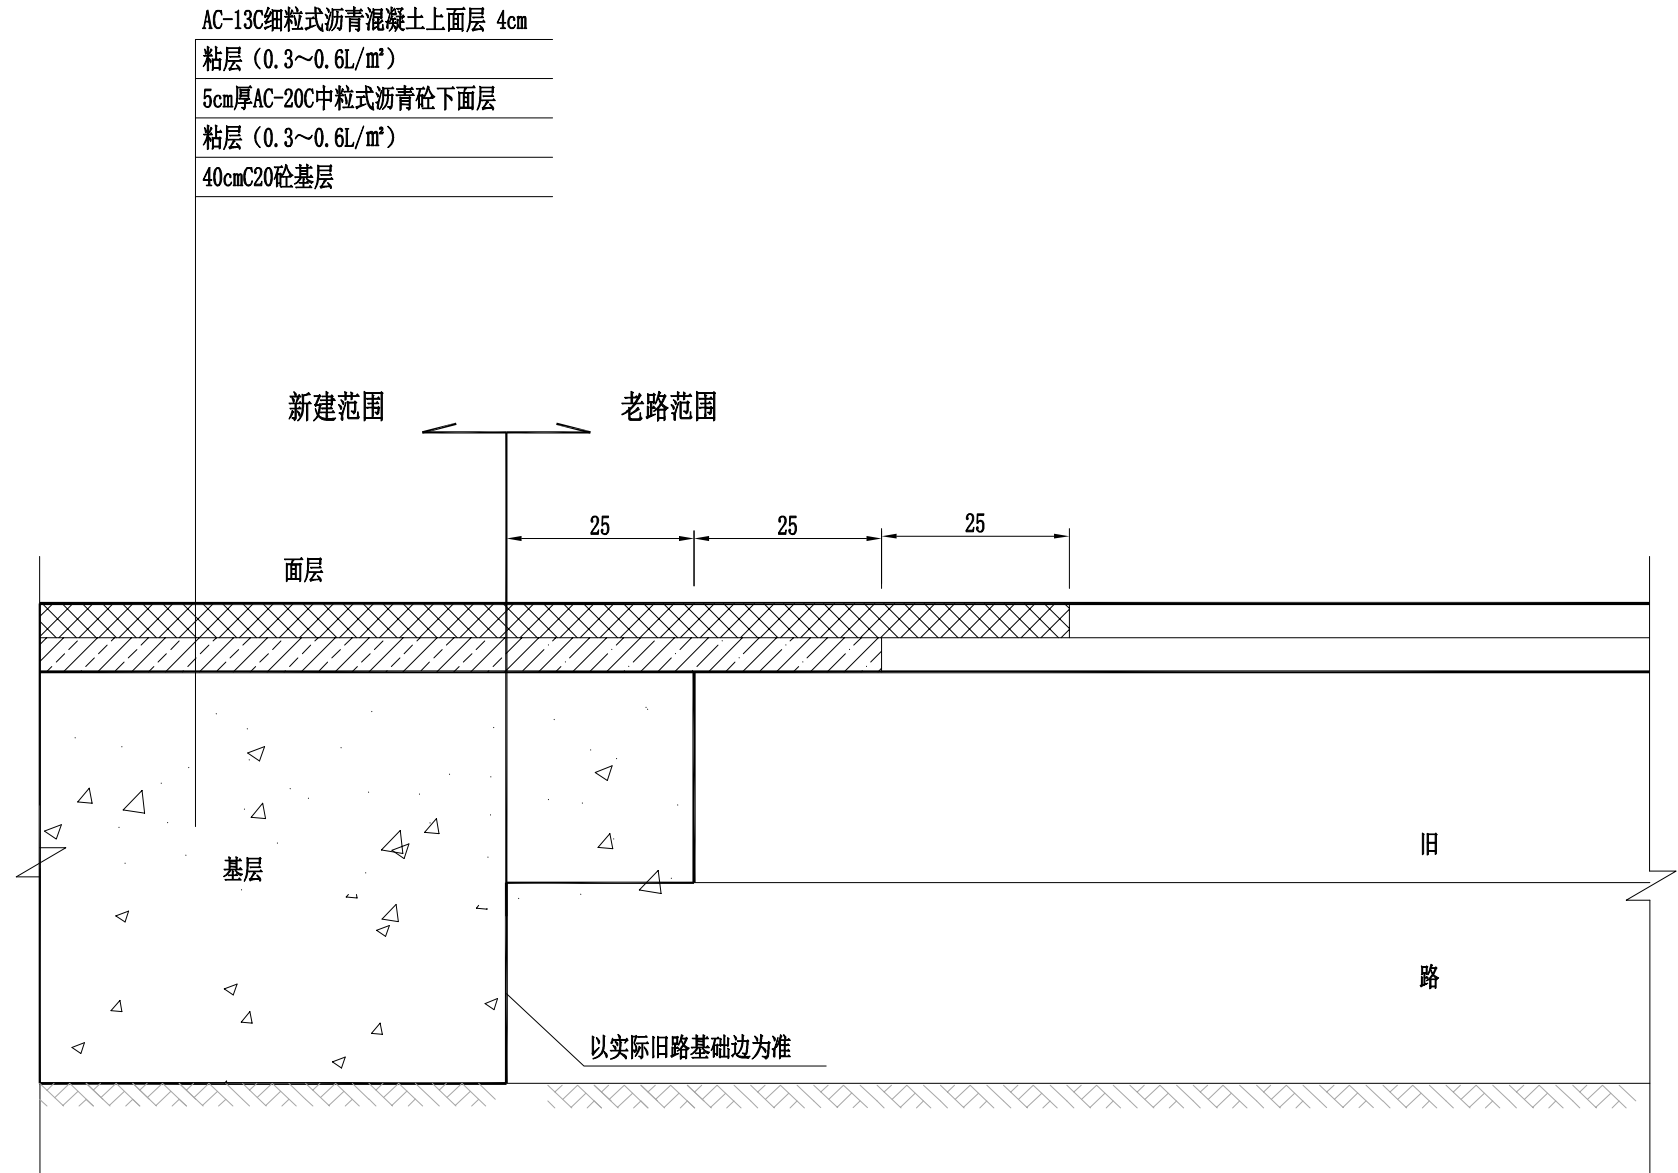 AC-13C细粒式沥青混凝土上面层 4cm
粘层（0.3～0.6L/㎡）
5cm厚AC-20C中粒式沥青砼下面层
粘层（0.3～0.6L/㎡）
40cmC20砼基层
新建范围
老路范围
25
25
25
面层
旧
基层
路
以实际旧路基础边为准